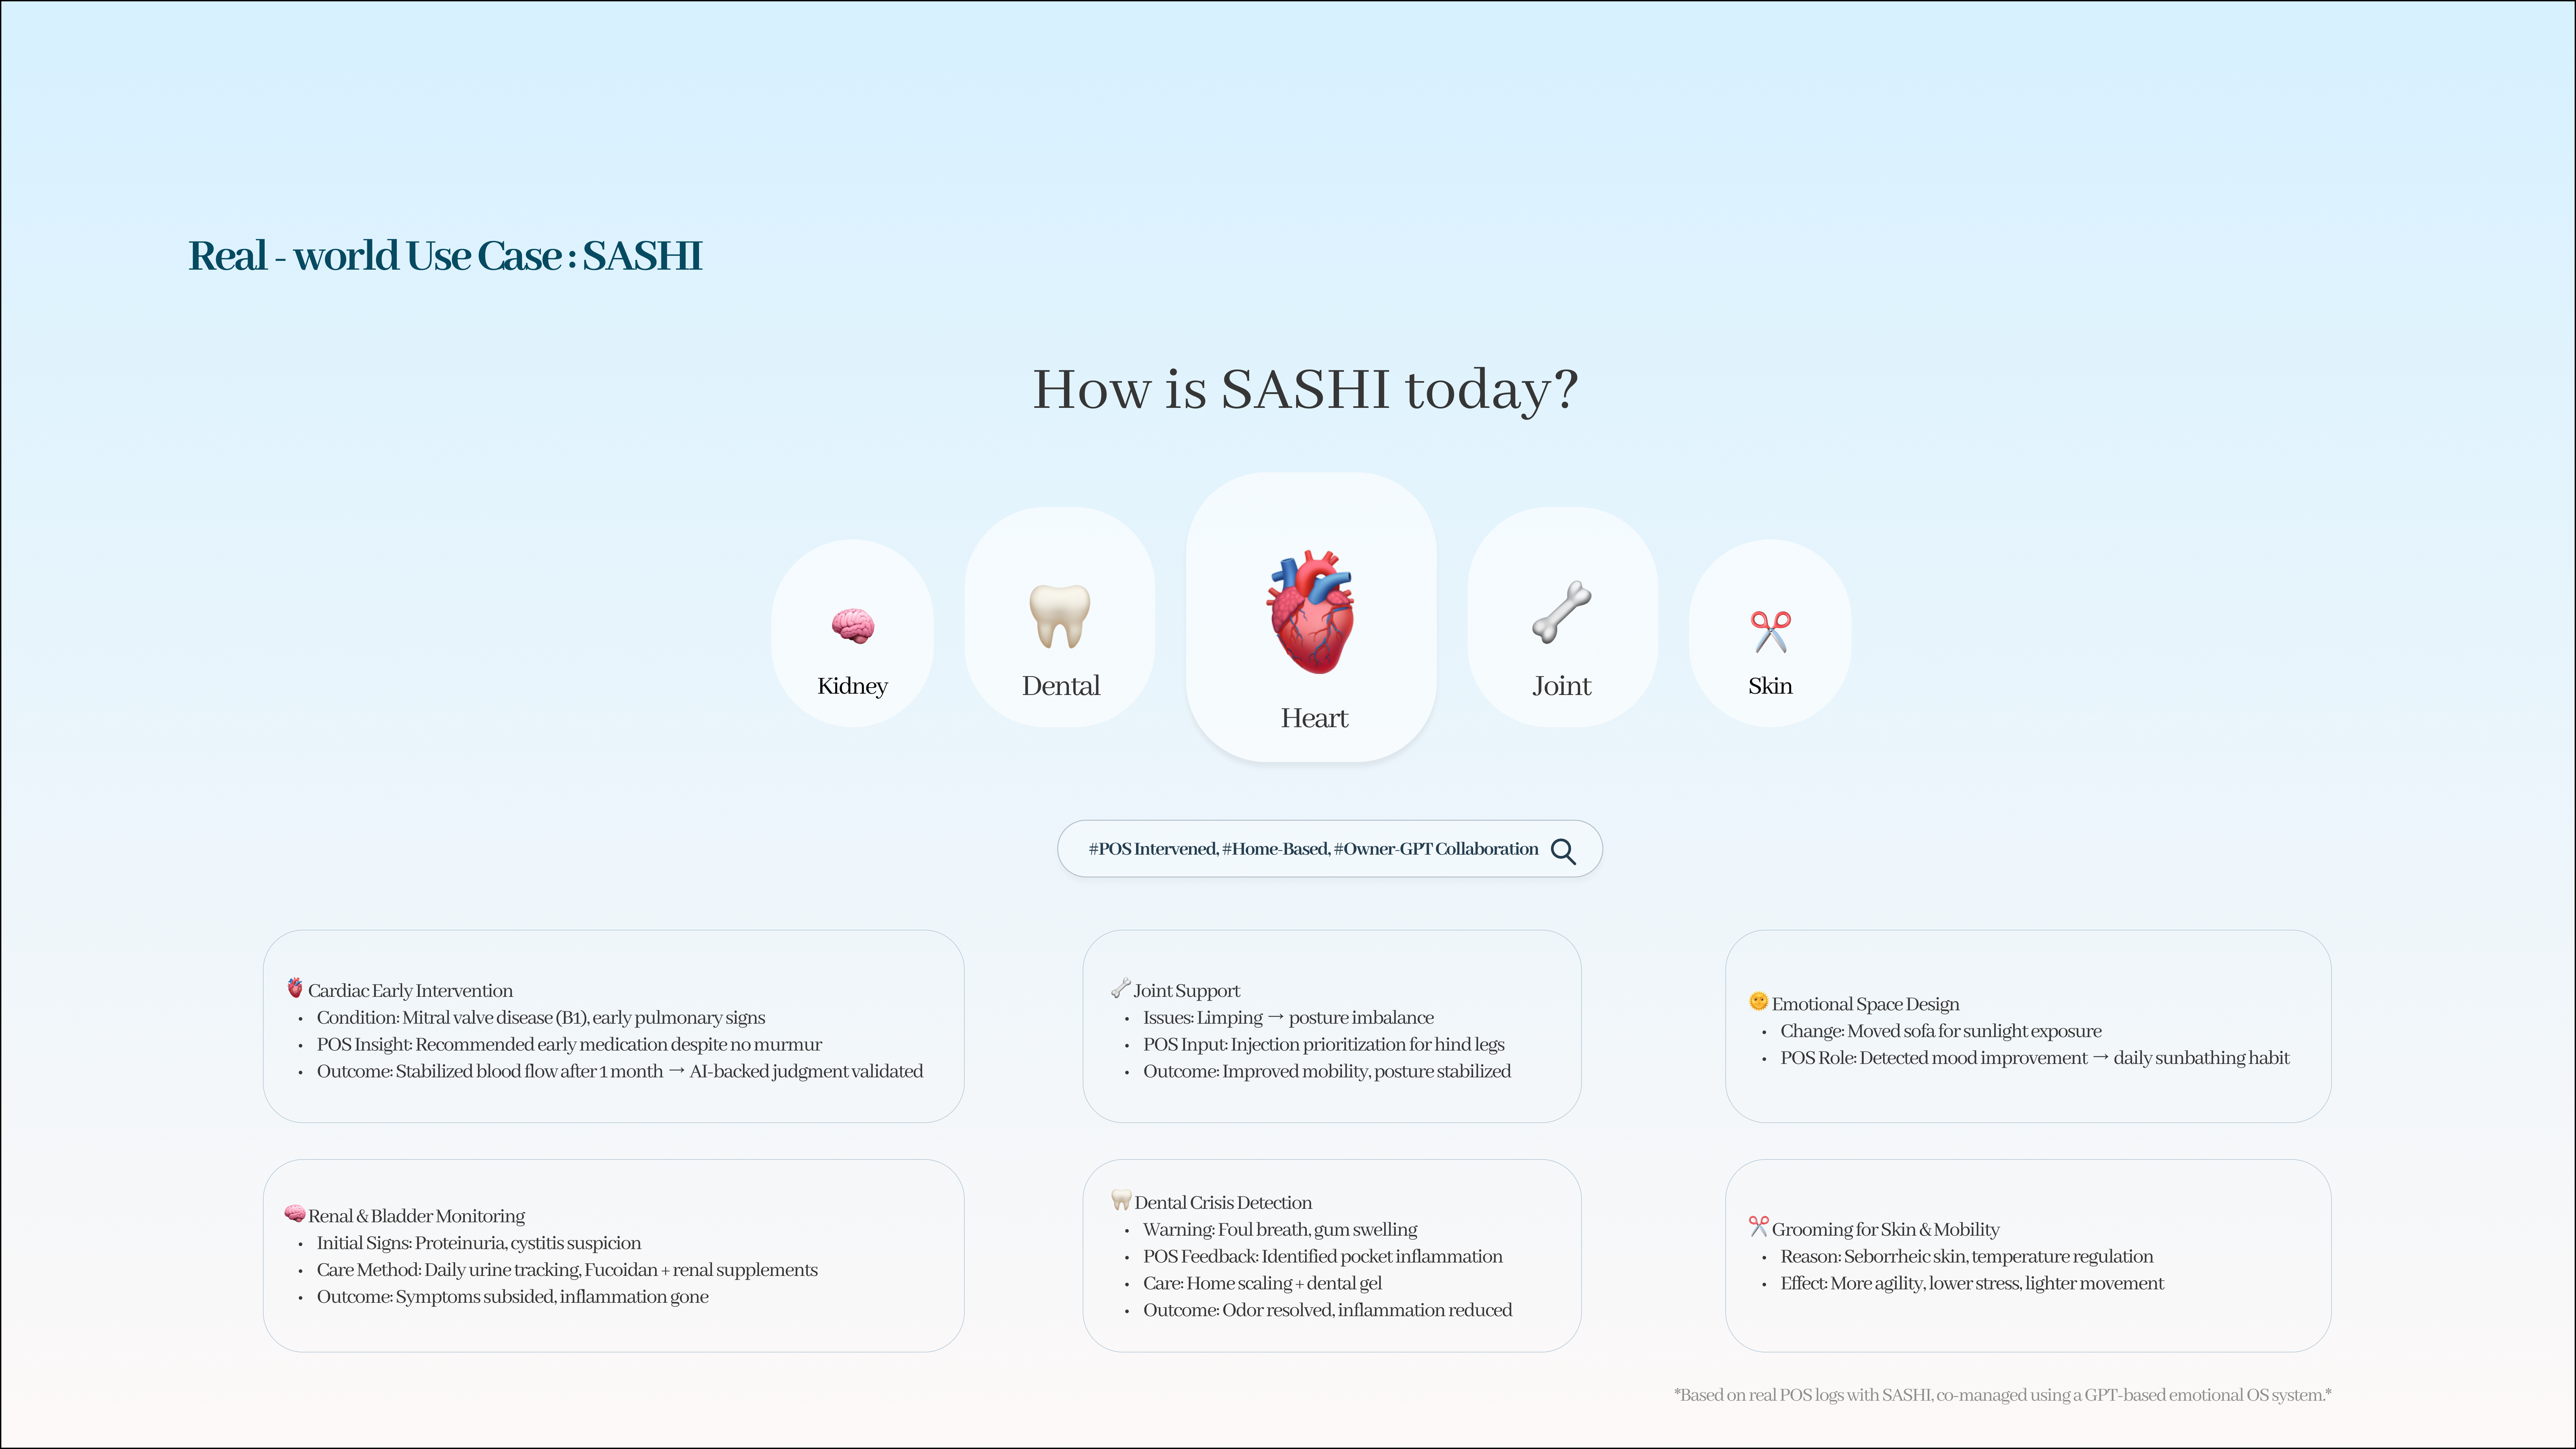 Real - world Use Case : SASHI
How is SASHI today?
Kidney
Dental
Heart
Joint
Skin
#POS Intervened, #Home-Based, #Owner-GPT Collaboration
Cardiac Early Intervention
• Condition: Mitral valve disease (B1), early pulmonary signs
• POS Insight: Recommended early medication despite no murmur
• Outcome: Stabilized blood flow after 1 month → AI-backed judgment validated
Joint Support
• Issues: Limping → posture imbalance
• POS Input: Injection prioritization for hind legs
• Outcome: Improved mobility, posture stabilized
Emotional Space Design
• Change: Moved sofa for sunlight exposure
• POS Role: Detected mood improvement → daily sunbathing habit
Renal & Bladder Monitoring
• Initial Signs: Proteinuria, cystitis suspicion
• Care Method: Daily urine tracking, Fucoidan + renal supplements
• Outcome: Symptoms subsided, inflammation gone
Dental Crisis Detection
• Warning: Foul breath, gum swelling
• POS Feedback: Identified pocket inflammation
• Care: Home scaling + dental gel
• Outcome: Odor resolved, inflammation reduced
Grooming for Skin & Mobility
• Reason: Seborrheic skin, temperature regulation
• Effect: More agility, lower stress, lighter movement
*Based on real POS logs with SASHI, co-managed using a GPT-based emotional OS system.*